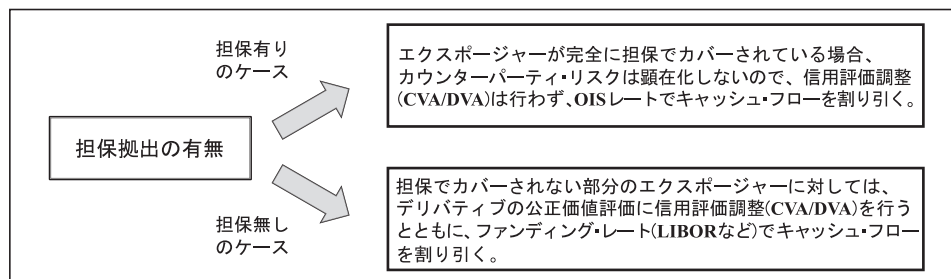 担保有り
のケース
エクスポージャーが完全に担保でカバーされている場合、
カウンターパーティ・リスクは顕在化しないので、信用評価調整
(CVA/DVA)は行わず、OISレートでキャッシュ・フローを割り引く。
担保拠出の有無
担保でカバーされない部分のエクスポージャーに対しては、
デリバティブの公正価値評価に信用評価調整(CVA/DVA)を行う
とともに、ファンディング・レート(LIBORなど)でキャッシュ・フロー
を割り引く。
担保無し
のケース